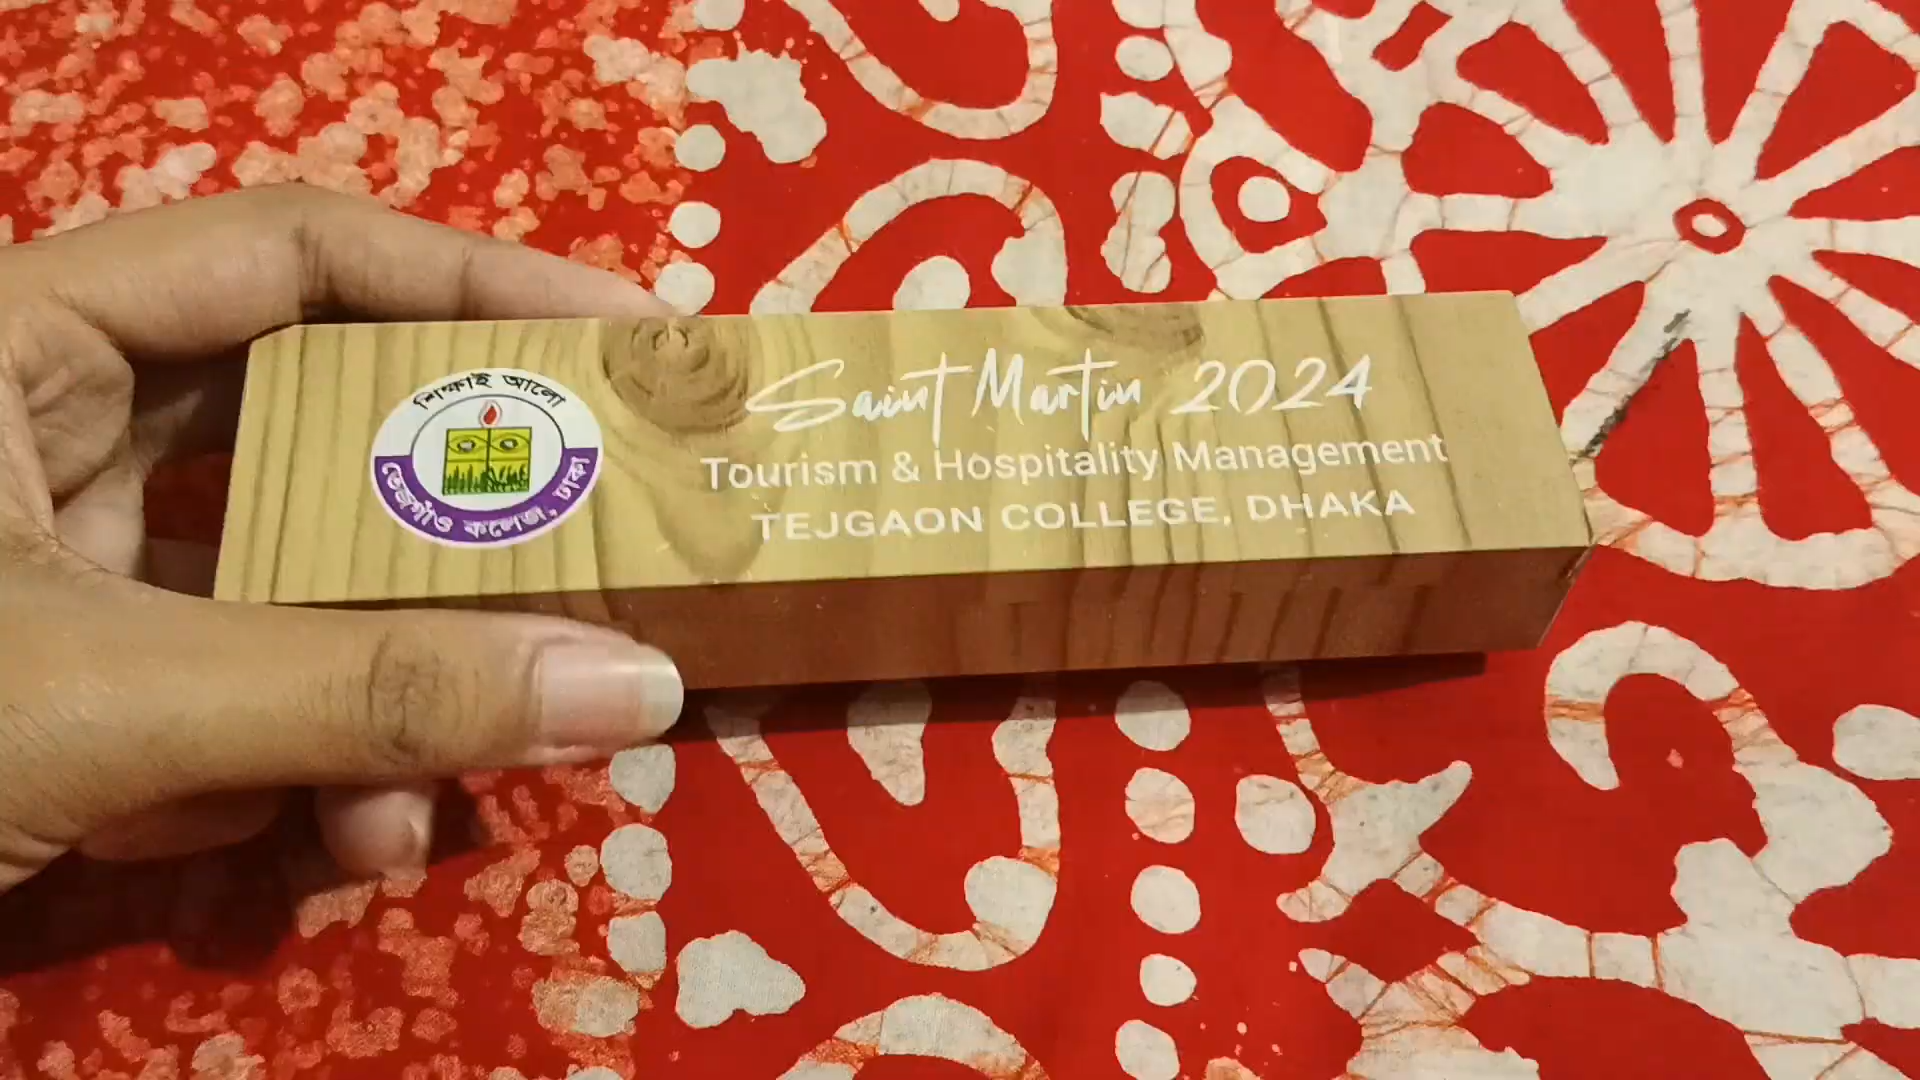 শিক্ষাই আলো
তেজগাঁও কলেজ, ঢাকা
Saint Martin 2024
Tourism & Hospitality Management
TEJGAON COLLEGE, DHAKA